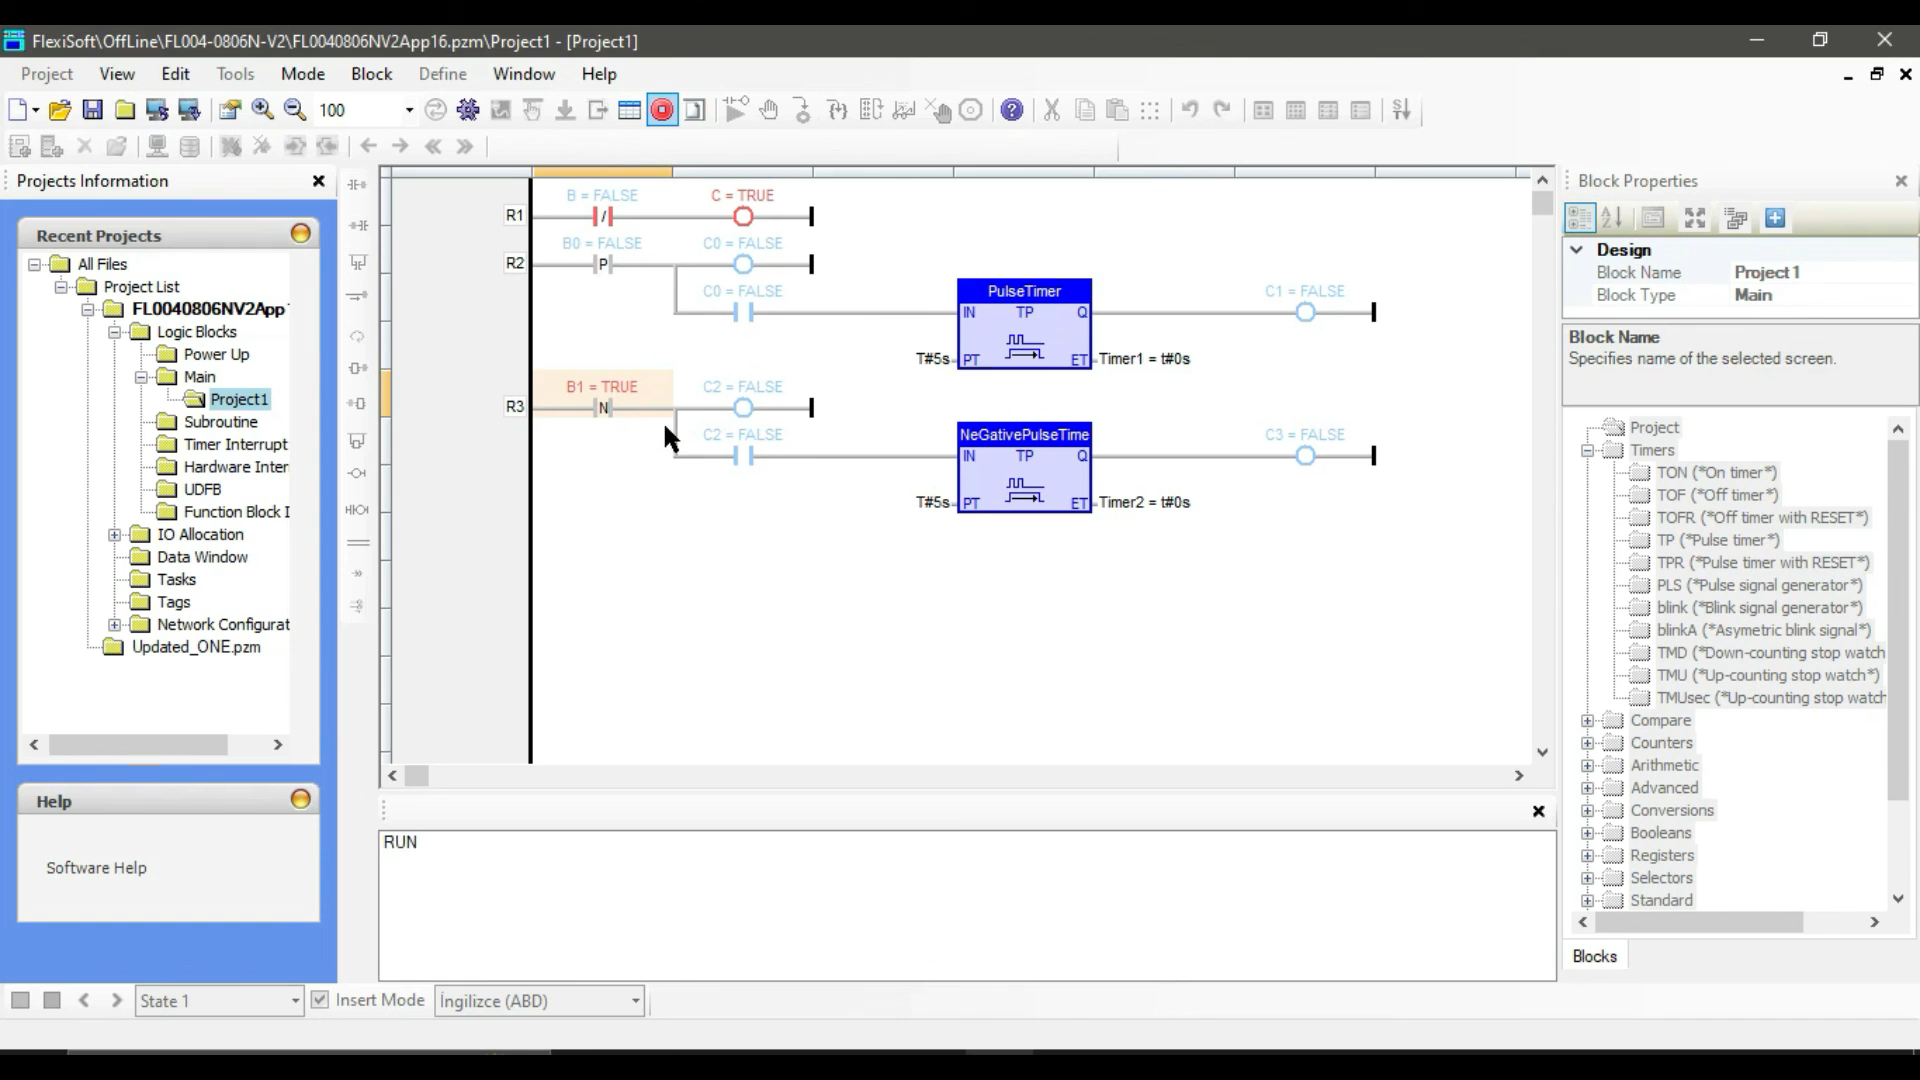 FlexiSoft\OffLine\FL004-0806N-V2\FL0040806NV2App16.pzm\Project1 - [Project1]
Project View Edit Tools Mode Block Define Window Help
100
Projects Information
Recent Projects
All Files
Project List
FL0040806NV2App
Logic Blocks
Power Up
Main
Project1
Subroutine
Timer Interrupt
Hardware Inter
UDFB
Function Block I
IO Allocation
Data Window
Tasks
Tags
Network Configurat
Updated_ONE.pzm
Help
Software Help
B = FALSE C = TRUE
R1
B0 = FALSE C0 = FALSE
R2 P
C0 = FALSE PulseTimer C1 = FALSE
IN TP Q
T#5s PT ET Timer1 = t#0s
B1 = TRUE C2 = FALSE
R3 N
C2 = FALSE NeGativePulseTime C3 = FALSE
IN TP Q
T#5s PT ET Timer2 = t#0s
RUN
Block Properties
Design
Block Name Project1
Block Type Main
Block Name
Specifies name of the selected screen.
Project
Timers
TON (*On timer*)
TOF (*Off timer*)
TOFR (*Off timer with RESET*)
TP (*Pulse timer*)
TPR (*Pulse timer with RESET*)
PLS (*Pulse signal generator*)
blink (*Blink signal generator*)
blinkA (*Asymetric blink signal*)
TMD (*Down-counting stop watch
TMU (*Up-counting stop watch*)
TMUsec (*Up-counting stop watch
Compare
Counters
Arithmetic
Advanced
Conversions
Booleans
Registers
Selectors
Standard
Blocks
State 1 Insert Mode İngilizce (ABD)